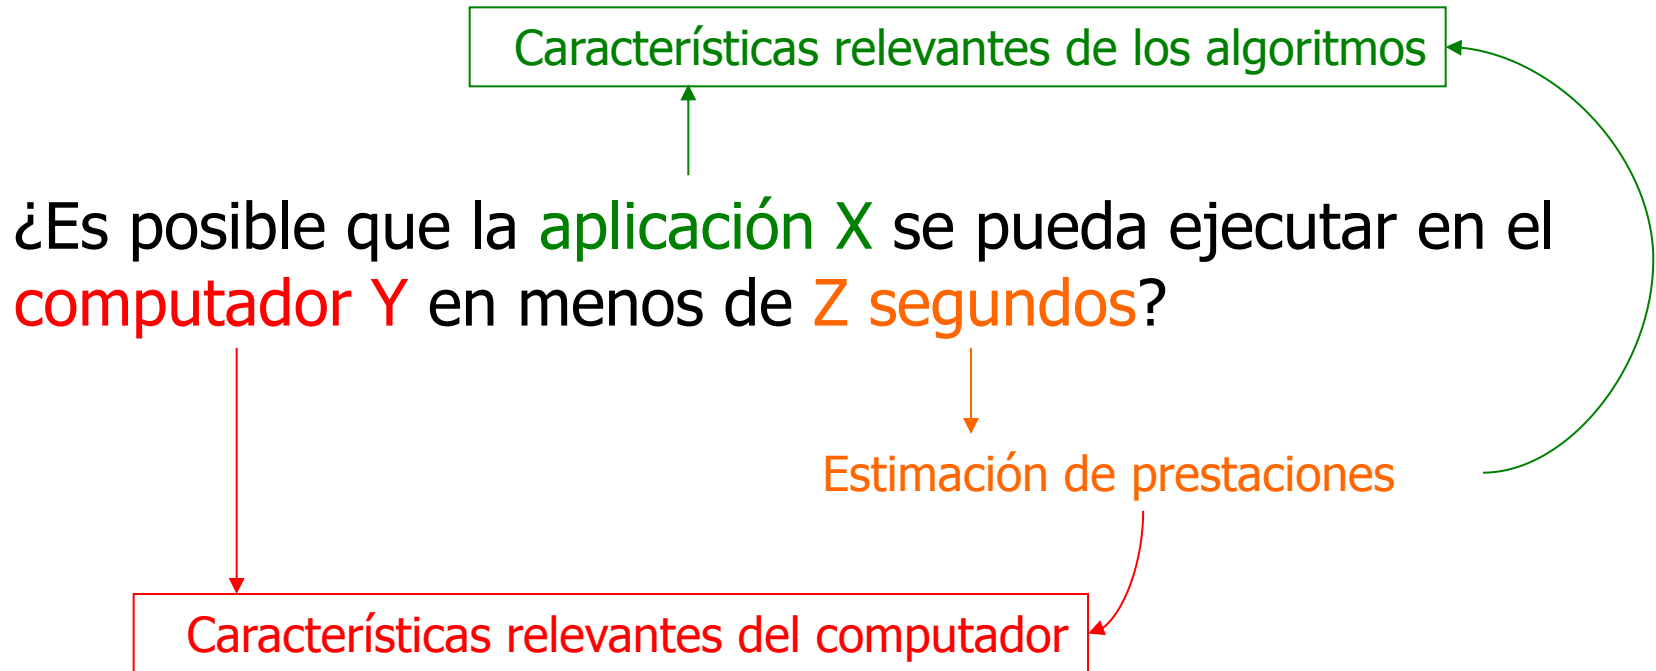 Características relevantes de los algoritmos
¿Es posible que la aplicación X se pueda ejecutar en el
computador Y en menos de Z segundos?
Estimación de prestaciones
Características relevantes del computador